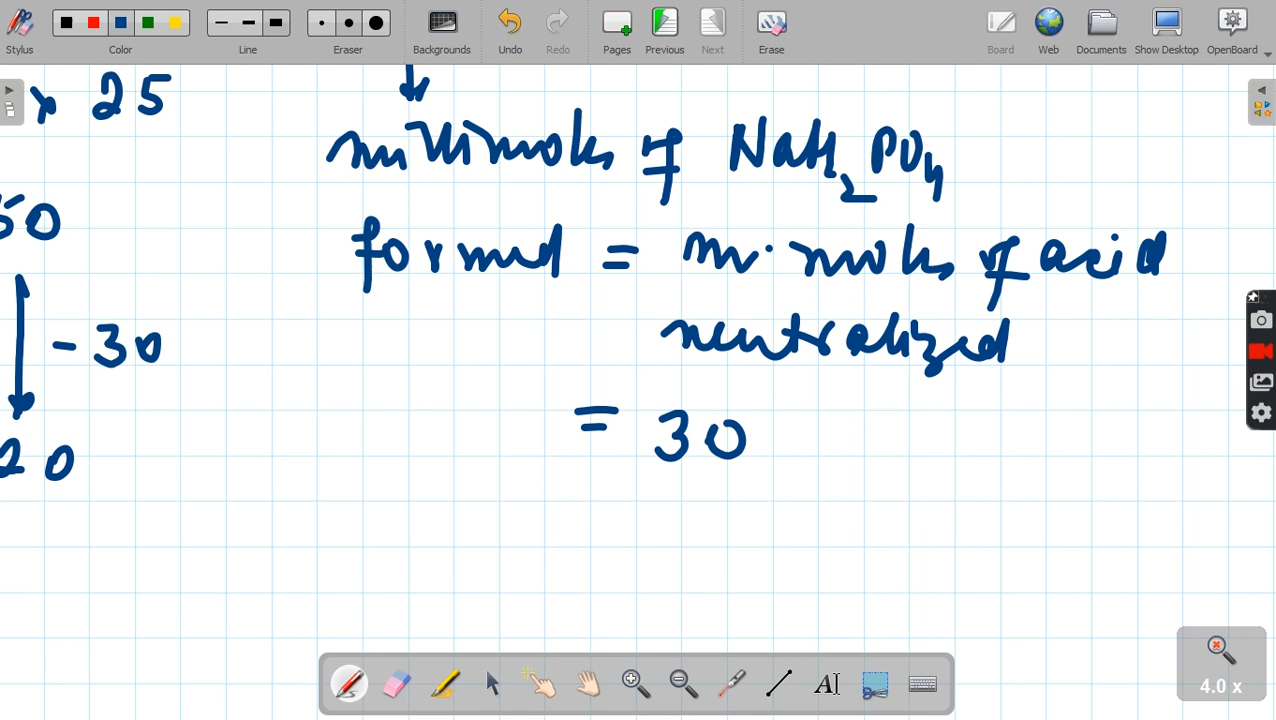 Stylus
Color
Line
Eraser
Backgrounds
Undo
Redo
Pages
Previous
Next
Erase
Board
Web
Documents
Show Desktop
OpenBoard
x 25
millimoles of NaH2PO4
50
formed = m. moles of acid
neutralized
- 30
= 30
20
4.0 x